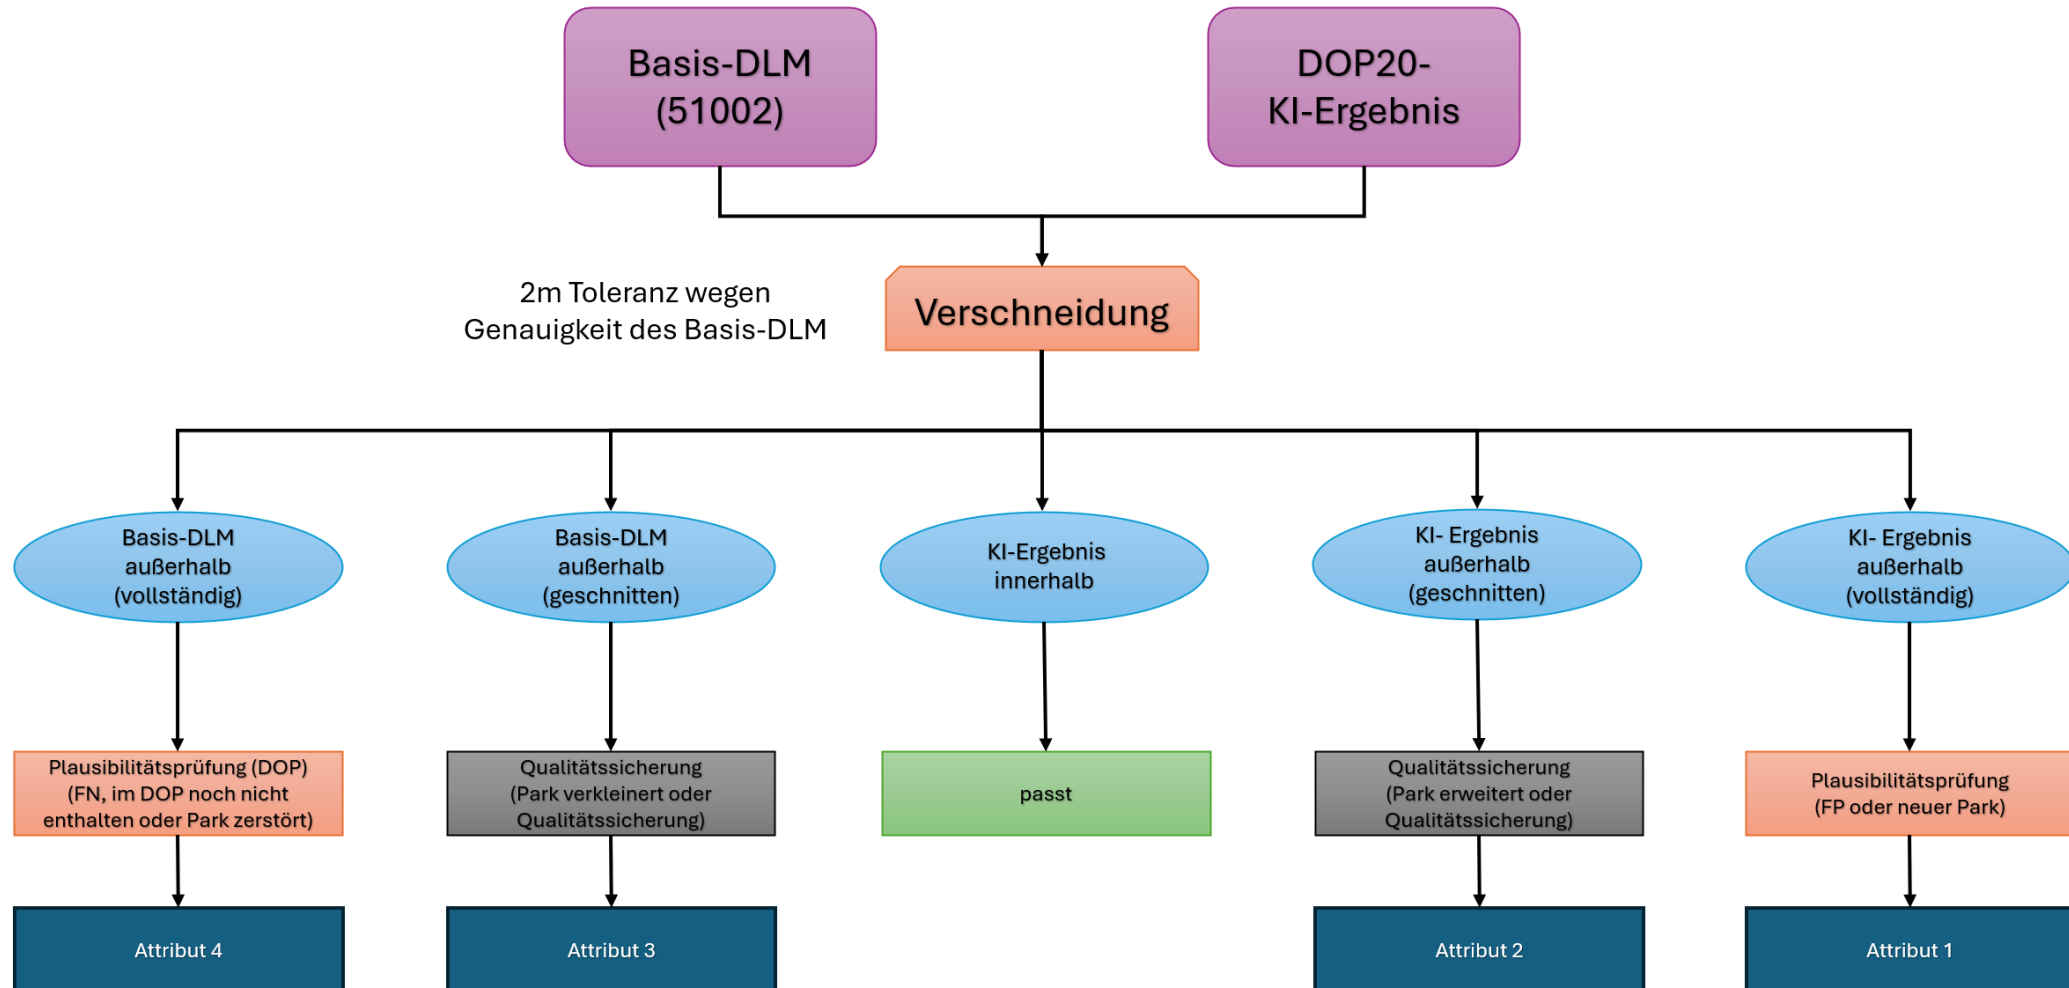 Basis-DLM
(51002)
DOP20-
KI-Ergebnis
2m Toleranz wegen
Genauigkeit des Basis-DLM
Verschneidung
Basis-DLM
außerhalb
(vollständig)
Basis-DLM
außerhalb
(geschnitten)
KI-Ergebnis
innerhalb
KI- Ergebnis
außerhalb
(geschnitten)
KI- Ergebnis
außerhalb
(vollständig)
Plausibilitätsprüfung (DOP)
(FN, im DOP noch nicht
enthalten oder Park zerstört)
Qualitätssicherung
(Park verkleinert oder
Qualitätssicherung)
passt
Qualitätssicherung
(Park erweitert oder
Qualitätssicherung)
Plausibilitätsprüfung
(FP oder neuer Park)
Attribut 4
Attribut 3
Attribut 2
Attribut 1